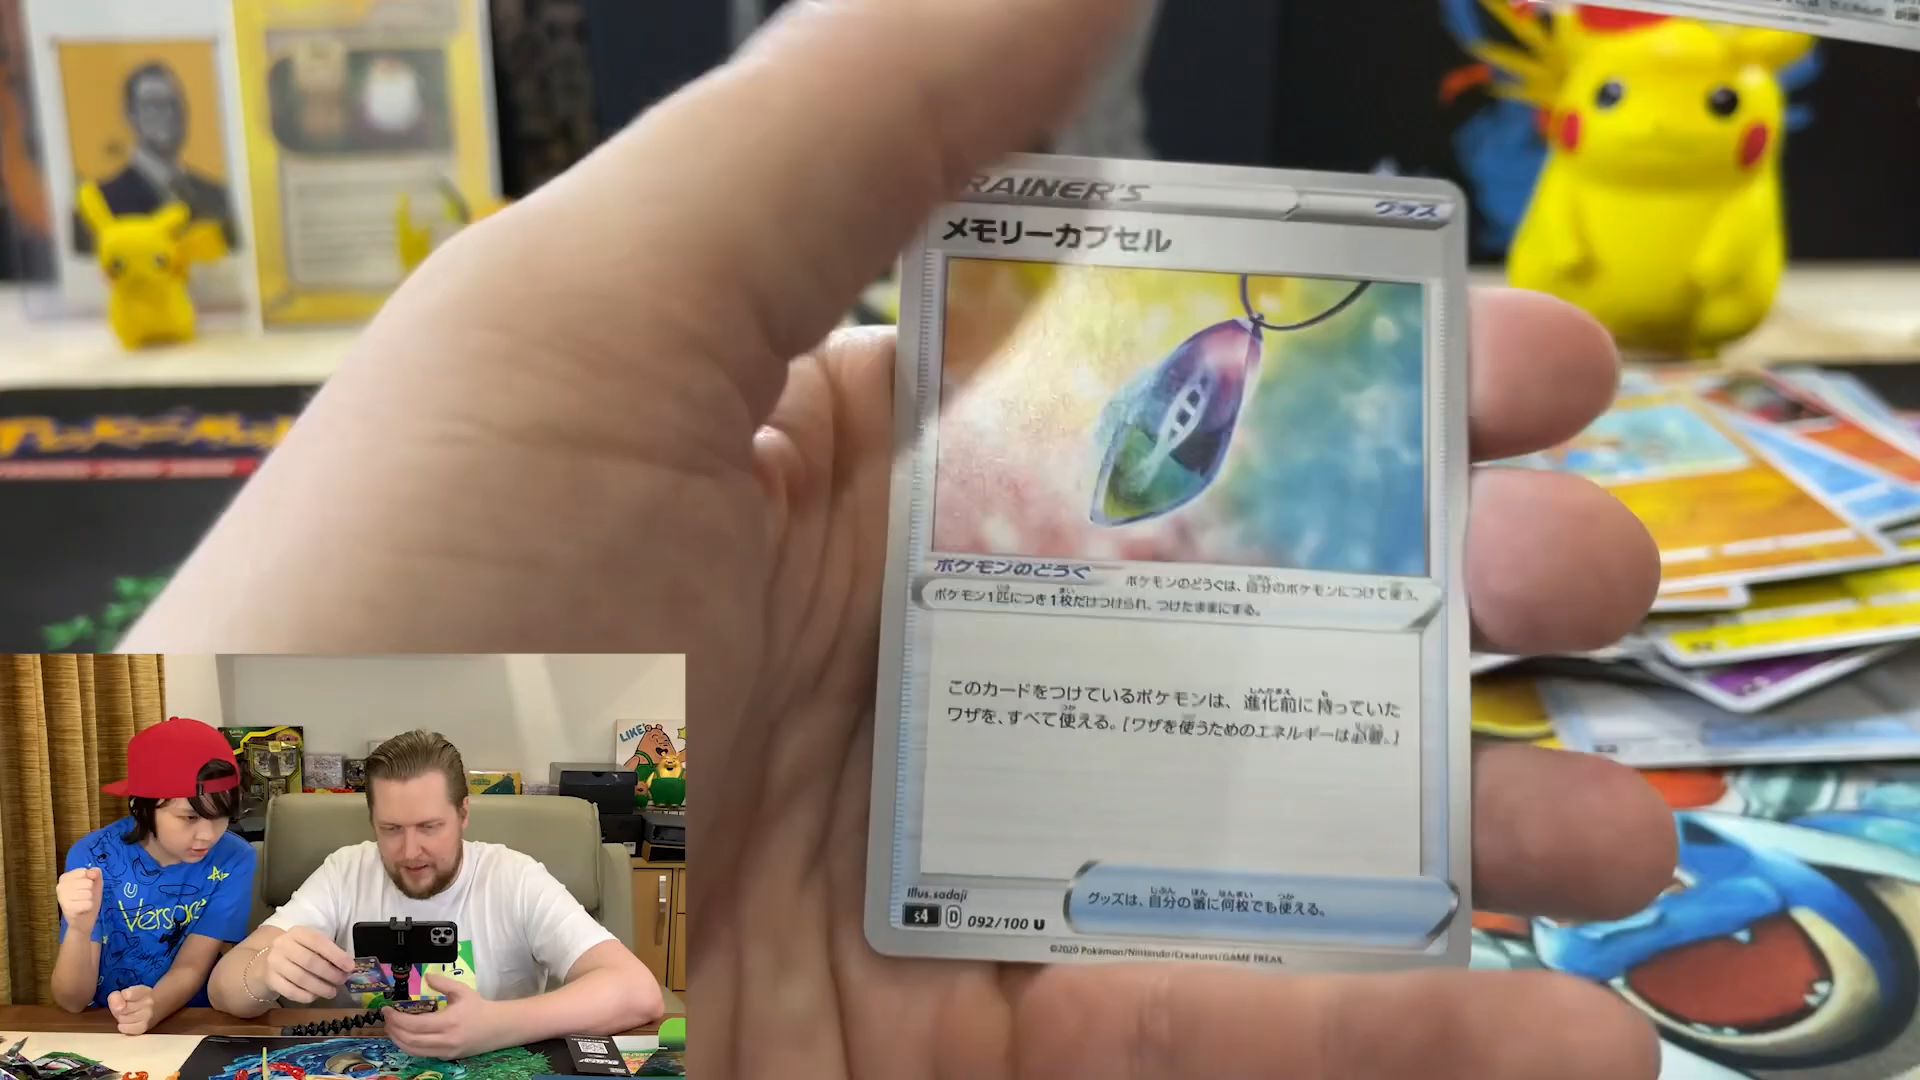 RAINER'S
グッズ
メモリーカプセル
ポケモンのどうぐ
ポケモンのどうぐは、自分のポケモンにつけて使う。
ポケモン1匹につき1枚だけつけられ、つけたままにする。
このカードをつけているポケモンは、進化前に持っていた
ワザを、すべて使える。[ワザを使うためのエネルギーは必要。]
Illus. sadaji
グッズは、自分の番に何枚でも使える。
s4 D 092/100 U
©2020 Pokémon/Nintendo/Creatures/GAME FREAK.
LIKE
Versace